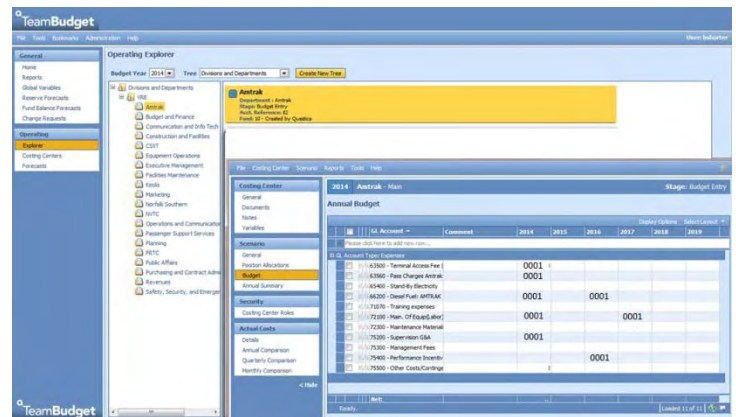 TeamBudget
File Tools Bookmarks Administration Help
User: bshorter
General
Home
Reports
Global Variables
Reserve Forecasts
Fund Balance Forecasts
Change Requests
Operating
Explorer
Costing Centers
Forecasts
Operating Explorer
Budget Year 2014 Tree Divisions and Departments Create New Tree
Divisions and Departments
VRE
Amtrak
Budget and Finance
Communication and Info Tech
Construction and Facilities
CSXT
Equipment Operations
Executive Management
Facilities Maintenance
Keolis
Marketing
Norfolk Southern
NVTC
Operations and Communication
Passenger Support Services
Planning
PRTC
Public Affairs
Purchasing and Contract Admi
Revenues
Safety, Security, and Emerger
Amtrak
Department : Amtrak
Stage: Budget Entry
Acct. Reference: 02
Fund: 10 - Created by Questica
File Costing Center Scenario Reports Tools Help
Costing Center
General
Documents
Notes
Variables
Scenario
General
Position Allocations
Budget
Annual Summary
Security
Costing Center Rules
Actual Costs
Details
Annual Comparison
Quarterly Comparison
Monthly Comparison
< Hide
2014 Amtrak - Main Stage: Budget Entry
Annual Budget
Display Options Select Layout
GL Account Comment 2014 2015 2016 2017 2018 2019
Please click here to add new row...
GL Account Type: Expenses
63500 - Terminal Access Fee ( 0001
63560 - Pass Charges Amtrak 0001
65400 - Stand-By Electricity
66200 - Diesel Fuel: AMTRAK 0001 0001
71070 - Training expenses
72100 - Main. Of Equip(Labor) 0001 0001
72300 - Maintenance Material
75200 - Supervision G&A 0001
75300 - Management Fees
75400 - Performance Incentiv 0001
75500 - Other Costs/Continge
Net:
Ready Loaded 11 of 11
TeamBudget